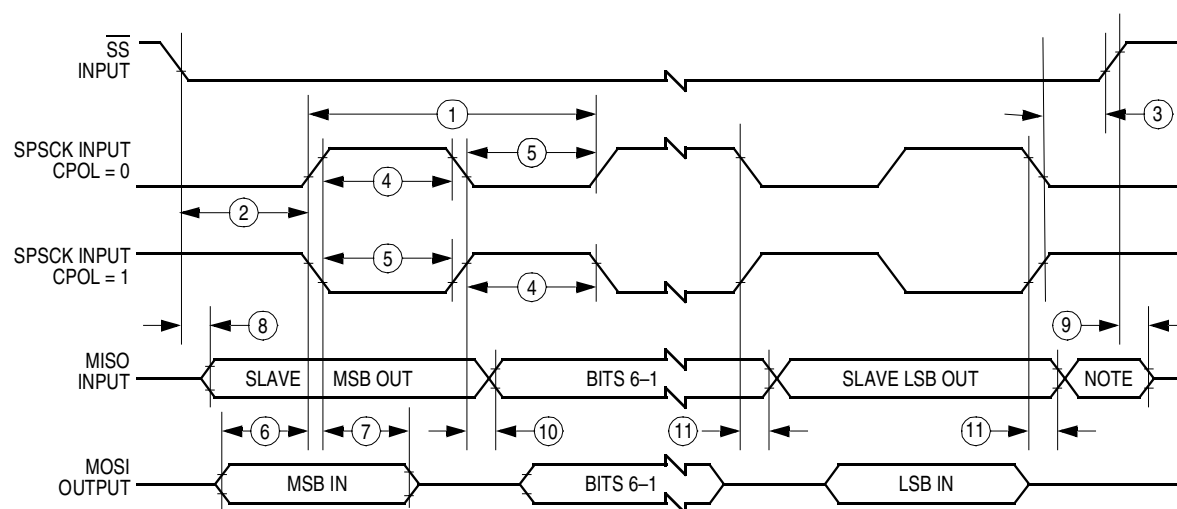 SS
INPUT
1
3
SPSCK INPUT
CPOL = 0
5
4
2
SPSCK INPUT
CPOL = 1
5
4
8
9
MISO
INPUT
SLAVE
MSB OUT
BITS 6–1
SLAVE LSB OUT
NOTE
6
7
10
11
11
MOSI
OUTPUT
MSB IN
BITS 6–1
LSB IN